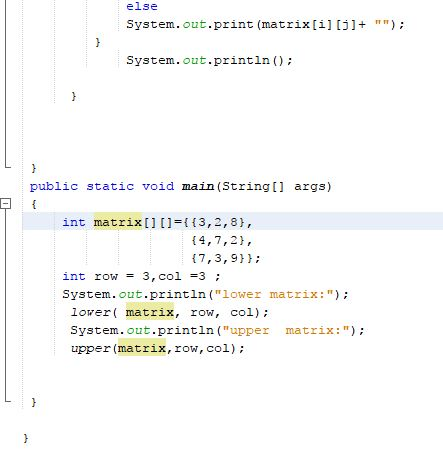 else
System.out.print(matrix[i][j]+ "");
}
System.out.println();
}
}
public static void main(String[] args)
{
int matrix[][]={{3,2,8},
{4,7,2},
{7,3,9}};
int row = 3,col =3 ;
System.out.println("lower matrix:");
lower( matrix, row, col);
System.out.println("upper  matrix:");
upper(matrix,row,col);
}
}